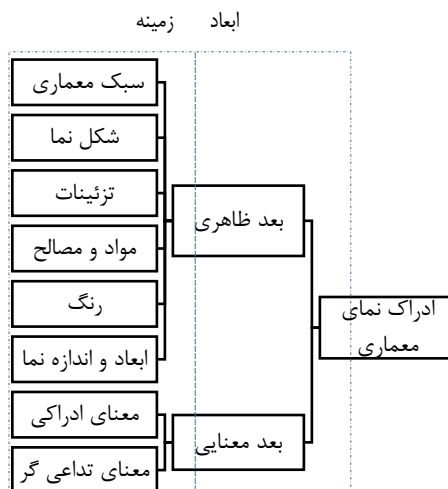 ابعاد زمینه
سبک معماری
شکل نما
تزئینات
بعد ظاهری
مواد و مصالح
رنگ
ادراک نمای
معماری
ابعاد و اندازه نما
معنای ادراکی
بعد معنایی
معنای تداعی گر